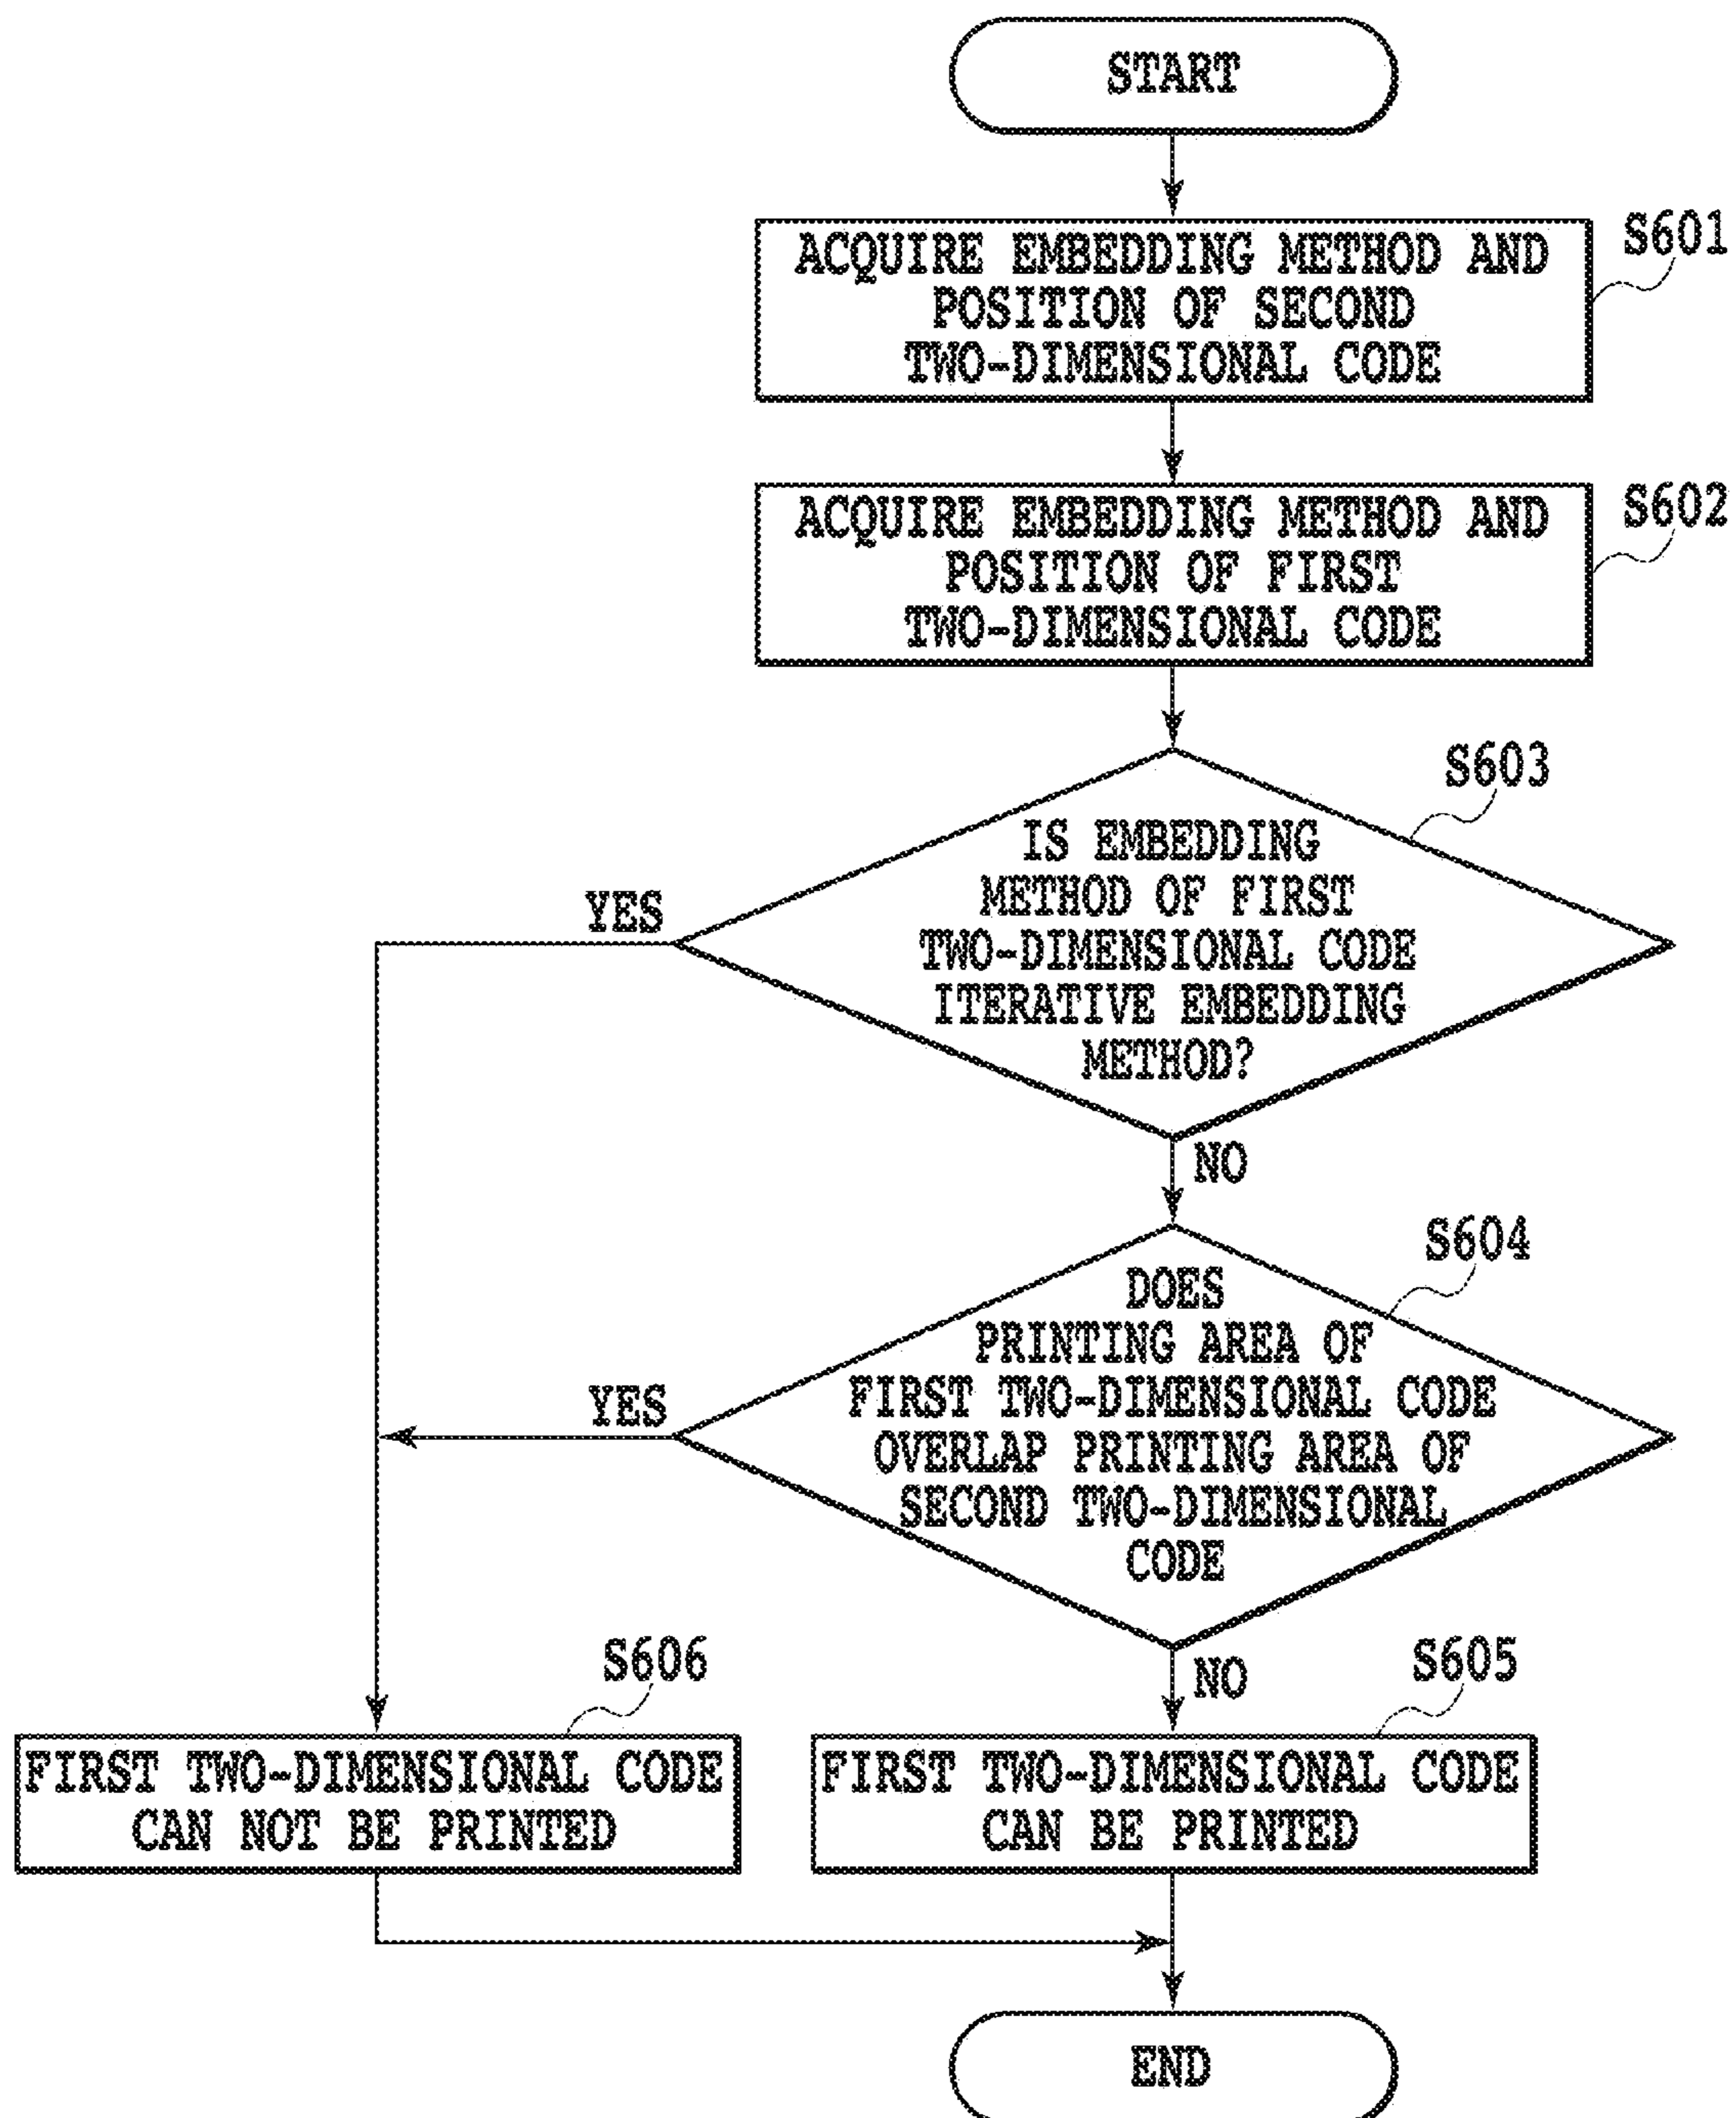 START
S601
ACQUIRE EMBEDDING METHOD AND
POSITION OF SECOND
TWO-DIMENSIONAL CODE
S602
ACQUIRE EMBEDDING METHOD AND
POSITION OF FIRST
TWO-DIMENSIONAL CODE
S603
IS EMBEDDING
METHOD OF FIRST
TWO-DIMENSIONAL CODE
ITERATIVE EMBEDDING
METHOD?
YES
NO
S604
DOES
PRINTING AREA OF
FIRST TWO-DIMENSIONAL CODE
OVERLAP PRINTING AREA OF
SECOND TWO-DIMENSIONAL
CODE
YES
NO
S606
FIRST TWO-DIMENSIONAL CODE
CAN NOT BE PRINTED
S605
FIRST TWO-DIMENSIONAL CODE
CAN BE PRINTED
END